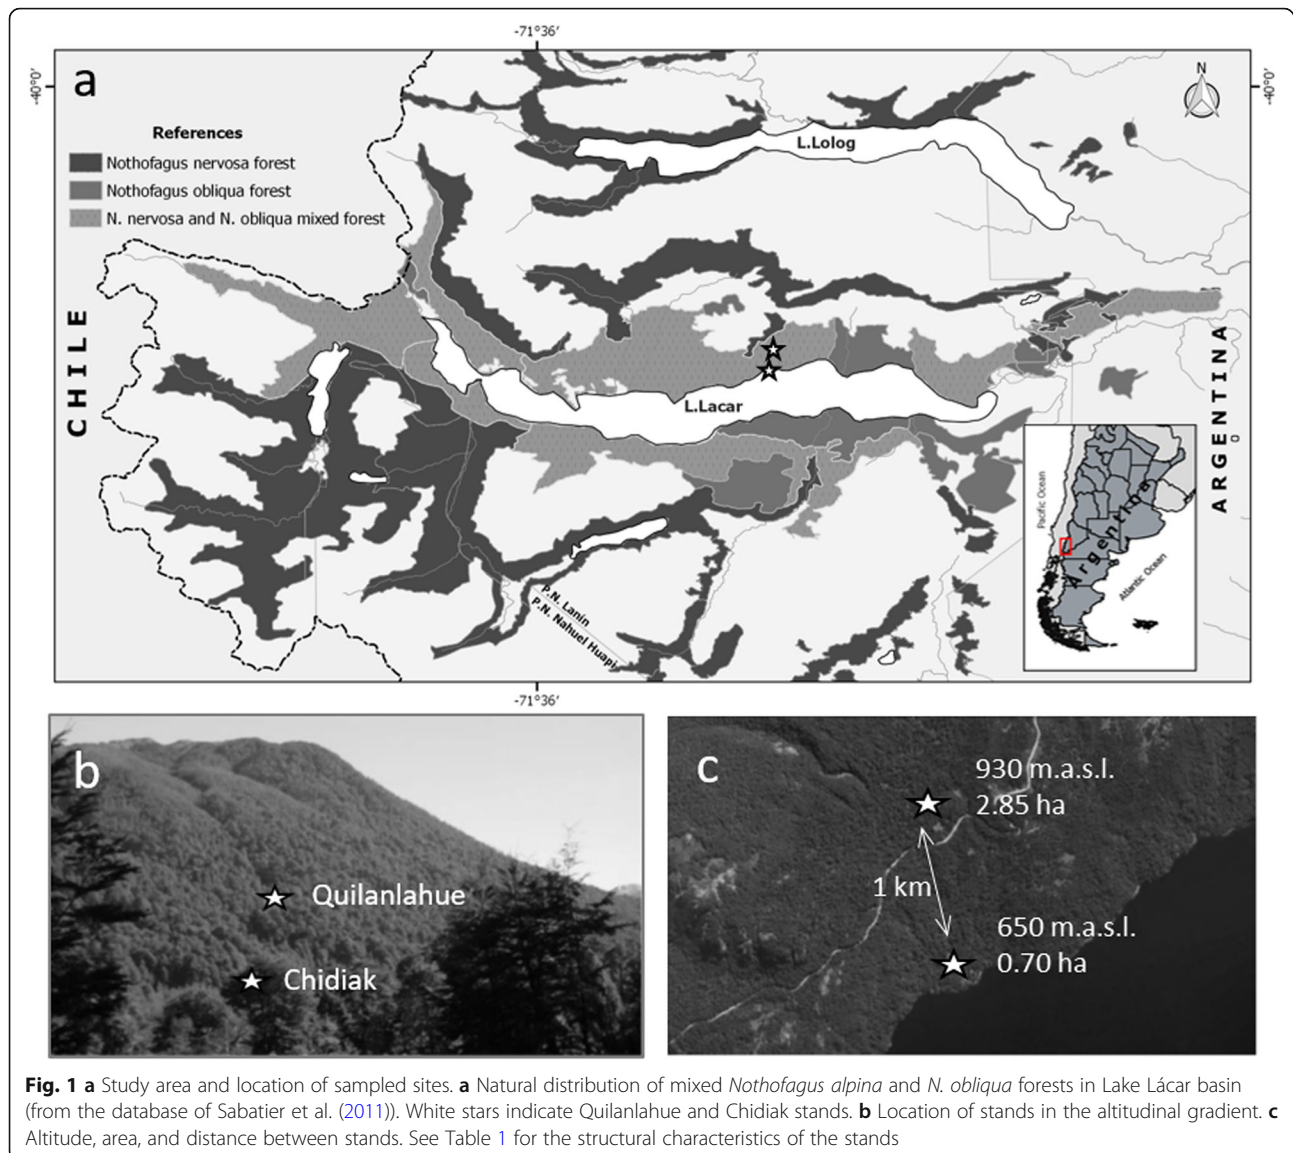 -71°36′
a
N
-40°0′
-40°0′
References
Nothofagus nervosa forest
Nothofagus obliqua forest
N. nervosa and N. obliqua mixed forest
L.Lolog
CHILE
L.Lacar
ARGENTINA
P.N. Lanín
P.N. Nahuel Huapi
Pacific Ocean
Argentina
Atlantic Ocean
-71°36′
b
Quilanlahue
Chidiak
c
930 m.a.s.l.
2.85 ha
1 km
650 m.a.s.l.
0.70 ha
Fig. 1 a Study area and location of sampled sites. a Natural distribution of mixed Nothofagus alpina and N. obliqua forests in Lake Lácar basin
(from the database of Sabatier et al. (2011)). White stars indicate Quilanlahue and Chidiak stands. b Location of stands in the altitudinal gradient. c
Altitude, area, and distance between stands. See Table 1 for the structural characteristics of the stands